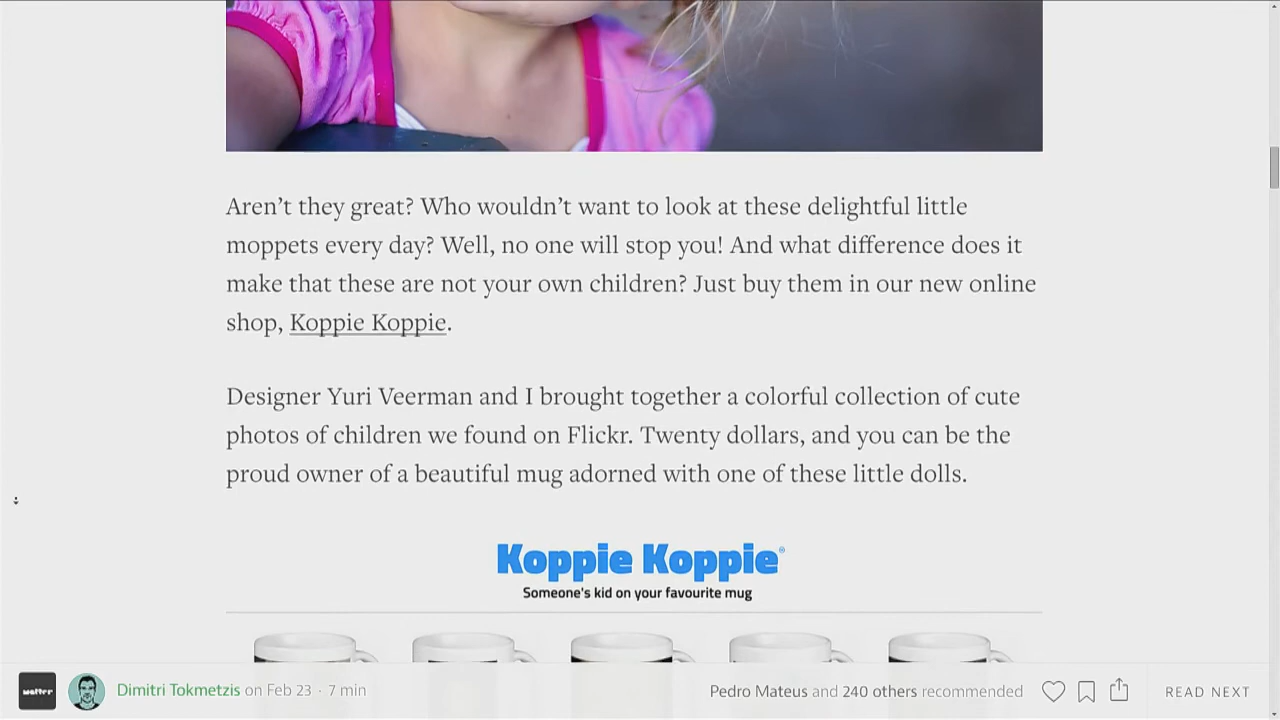 Aren’t they great? Who wouldn’t want to look at these delightful little
moppets every day? Well, no one will stop you! And what difference does it
make that these are not your own children? Just buy them in our new online
shop, Koppie Koppie.
Designer Yuri Veerman and I brought together a colorful collection of cute
photos of children we found on Flickr. Twenty dollars, and you can be the
proud owner of a beautiful mug adorned with one of these little dolls.
Koppie Koppie®
Someone's kid on your favourite mug
matter Dimitri Tokmetzis on Feb 23 · 7 min Pedro Mateus and 240 others recommended READ NEXT